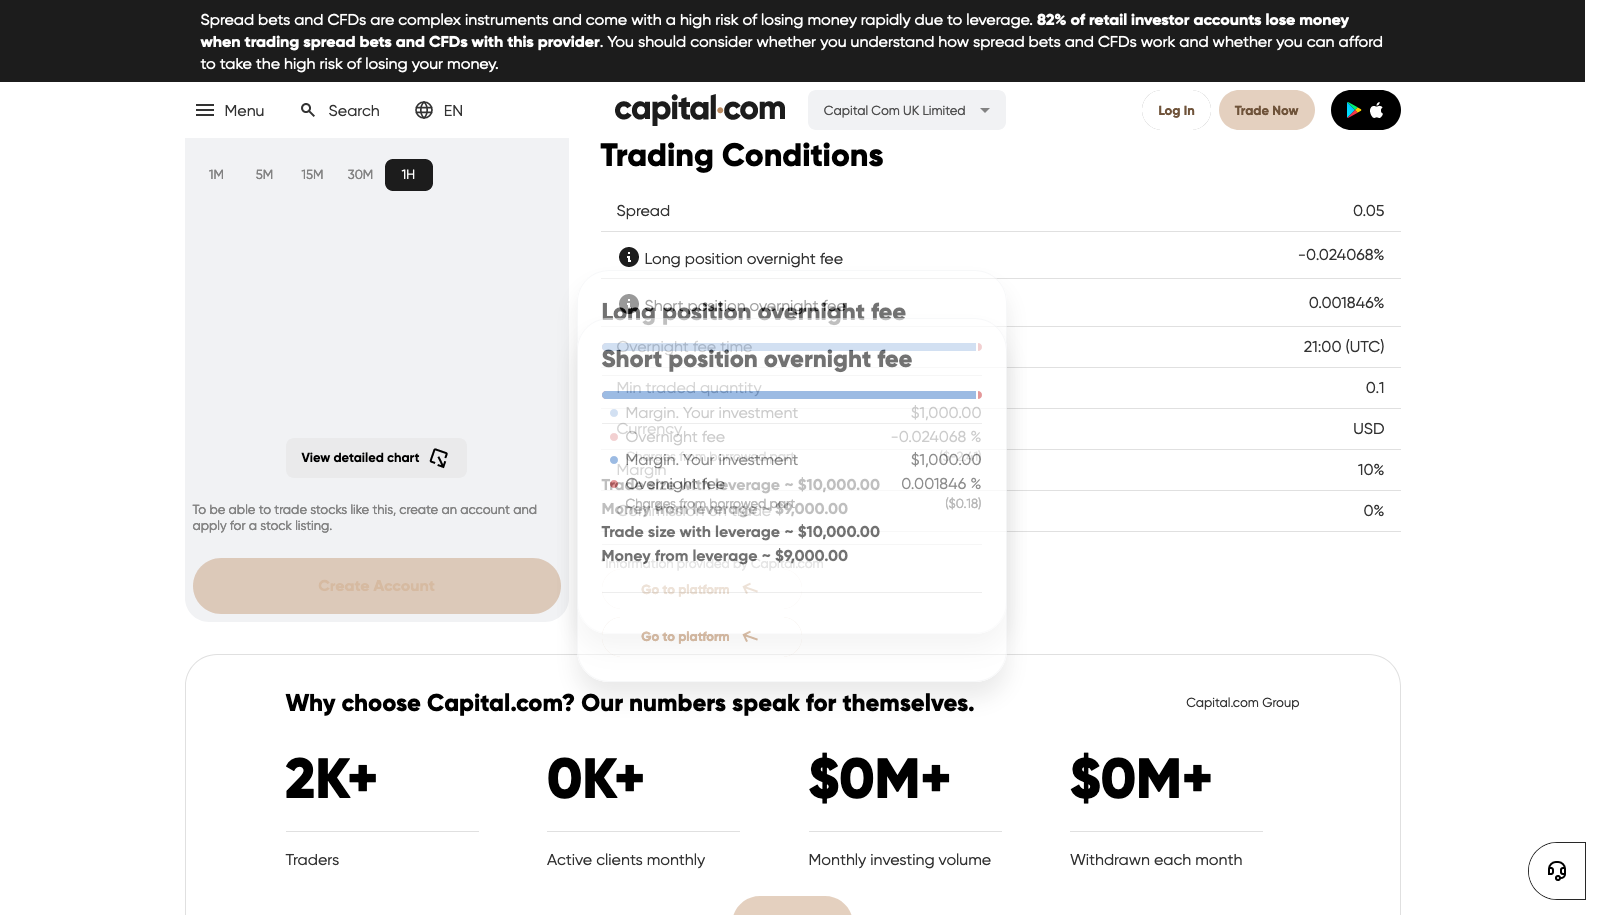 Spread bets and CFDs are complex instruments and come with a high risk of losing money rapidly due to leverage. 82% of retail investor accounts lose money
when trading spread bets and CFDs with this provider. You should consider whether you understand how spread bets and CFDs work and whether you can afford
to take the high risk of losing your money.
Menu
Search
EN
capital.com
Capital Com UK Limited
Log In
Trade Now
1M
5M
15M
30M
1H
View detailed chart
To be able to trade stocks like this, create an account and
apply for a stock listing.
Create Account
Trading Conditions
Spread 0.05
Long position overnight fee -0.024068%
Short position overnight fee 0.001846%
Overnight fee time 21:00 (UTC)
Min traded quantity 0.1
Currency USD
Margin 10%
Commission on trade 0%
Information provided by Capital.com
Long position overnight fee
Margin. Your investment $1,000.00
Overnight fee -0.024068 %
Charges from borrowed part
Trade size with leverage ~ $10,000.00
Money from leverage ~ $9,000.00
Go to platform
Short position overnight fee
Margin. Your investment $1,000.00
Overnight fee 0.001846 %
Charges from borrowed part ($0.18)
Trade size with leverage ~ $10,000.00
Money from leverage ~ $9,000.00
Go to platform
Why choose Capital.com? Our numbers speak for themselves.
Capital.com Group
2K+
Traders
0K+
Active clients monthly
$0M+
Monthly investing volume
$0M+
Withdrawn each month